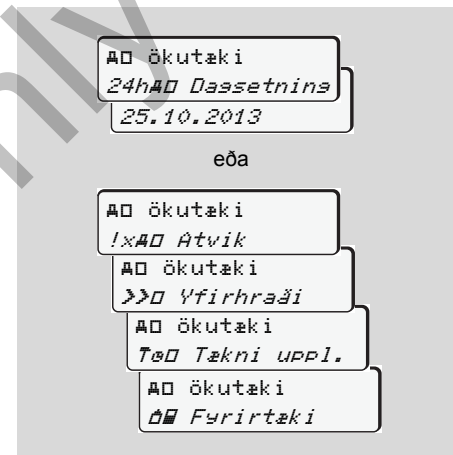 ökutæki
24h Dagsetning
25.10.2013
eða
ökutæki
!x Atvik
ökutæki
>> Yfirhraði
ökutæki
Tækni uppl.
ökutæki
Fyrirtæki